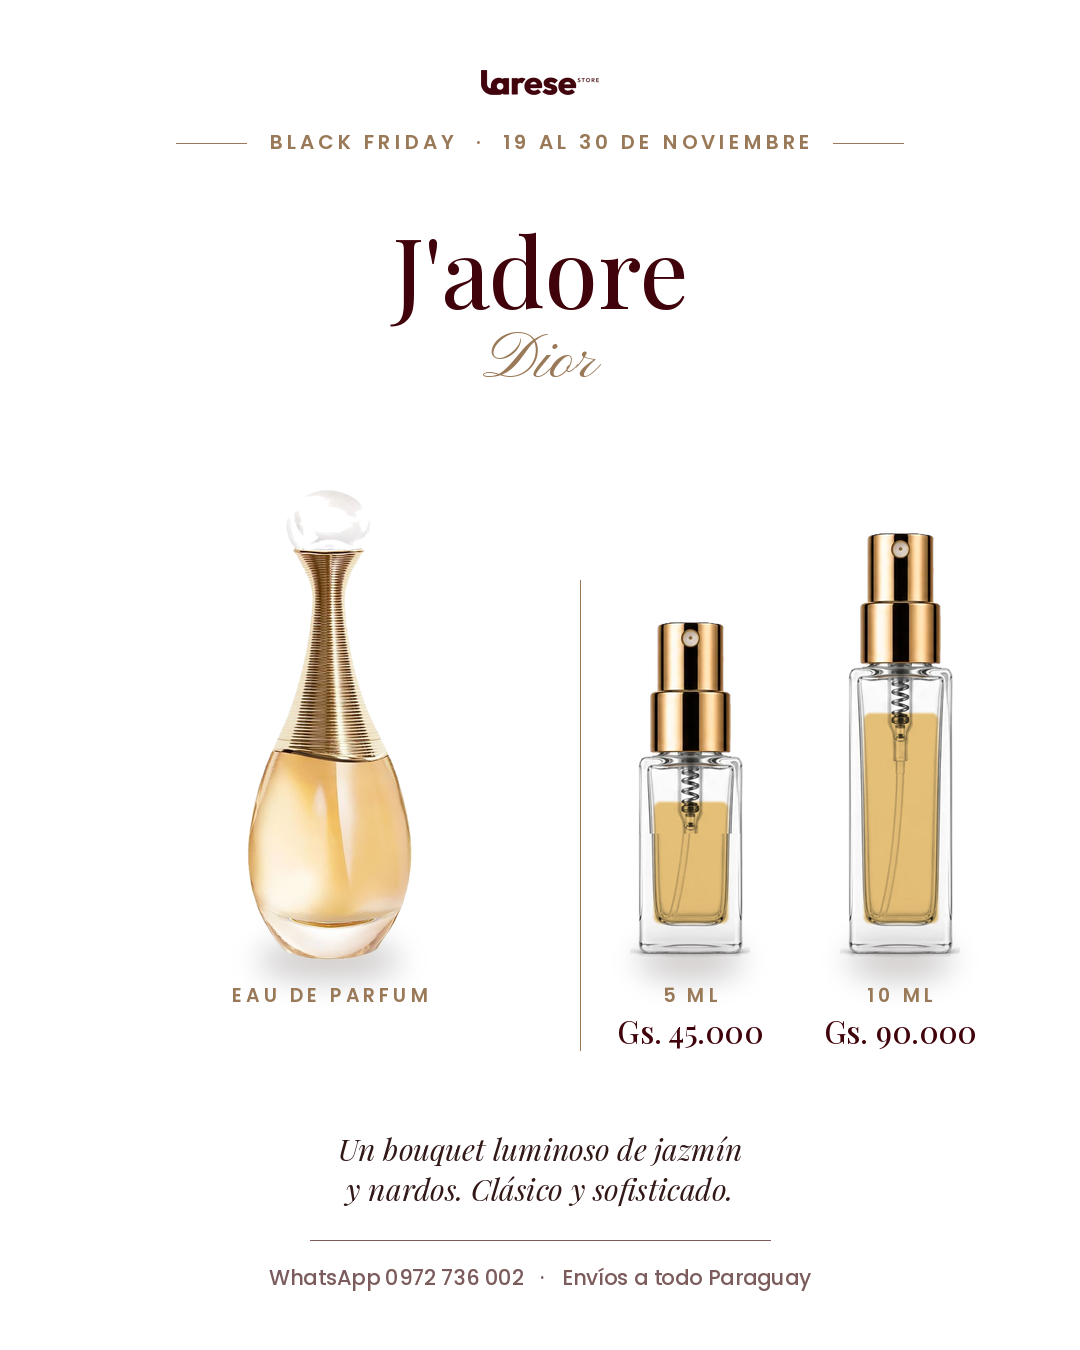 Larese STORE
BLACK FRIDAY · 19 AL 30 DE NOVIEMBRE
J'adore
Dior
EAU DE PARFUM
5 ML
Gs. 45.000
10 ML
Gs. 90.000
Un bouquet luminoso de jazmín
y nardos. Clásico y sofisticado.
WhatsApp 0972 736 002 · Envíos a todo Paraguay